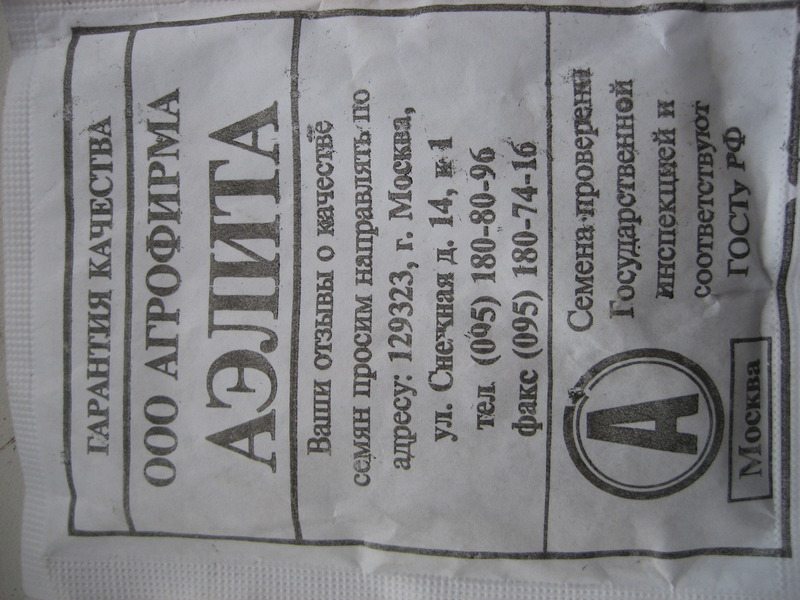 ГАРАНТИЯ КАЧЕСТВА
ООО АГРОФИРМА
АЭЛИТА
Ваши отзывы о качестве
семян просим направлять по
адресу: 129323, г. Москва,
ул. Снежная д. 14, к 1
тел. (095) 180-80-96
факс (095) 180-74-16
А
Москва
Семена проверены
Государственной
инспекцией и
соответствуют
ГОСТу РФ